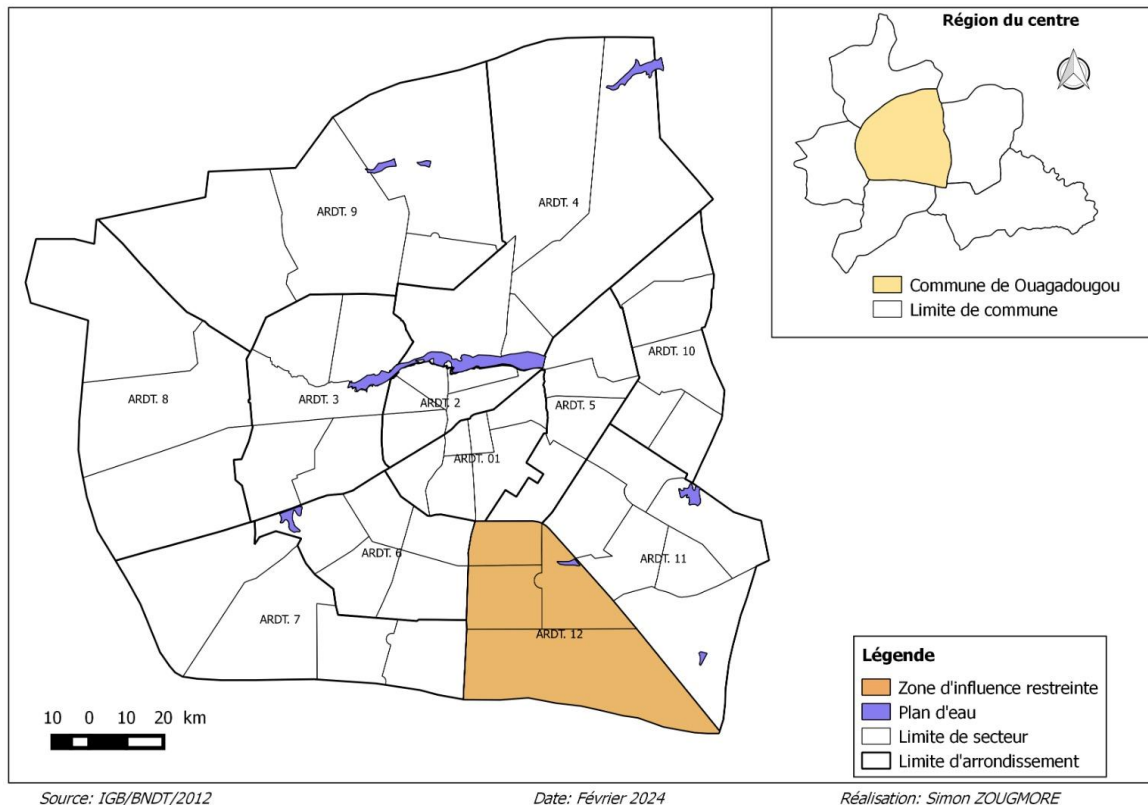 Région du centre
Commune de Ouagadougou
Limite de commune
ARDT. 9
ARDT. 4
ARDT. 10
ARDT. 8
ARDT. 3
ARDT. 2
ARDT. 5
ARDT. 01
ARDT. 6
ARDT. 11
ARDT. 7
ARDT. 12
Légende
Zone d'influence restreinte
Plan d'eau
Limite de secteur
Limite d'arrondissement
10 0 10 20 km
Source: IGB/BNDT/2012 Date: Février 2024 Réalisation: Simon ZOUGMORE